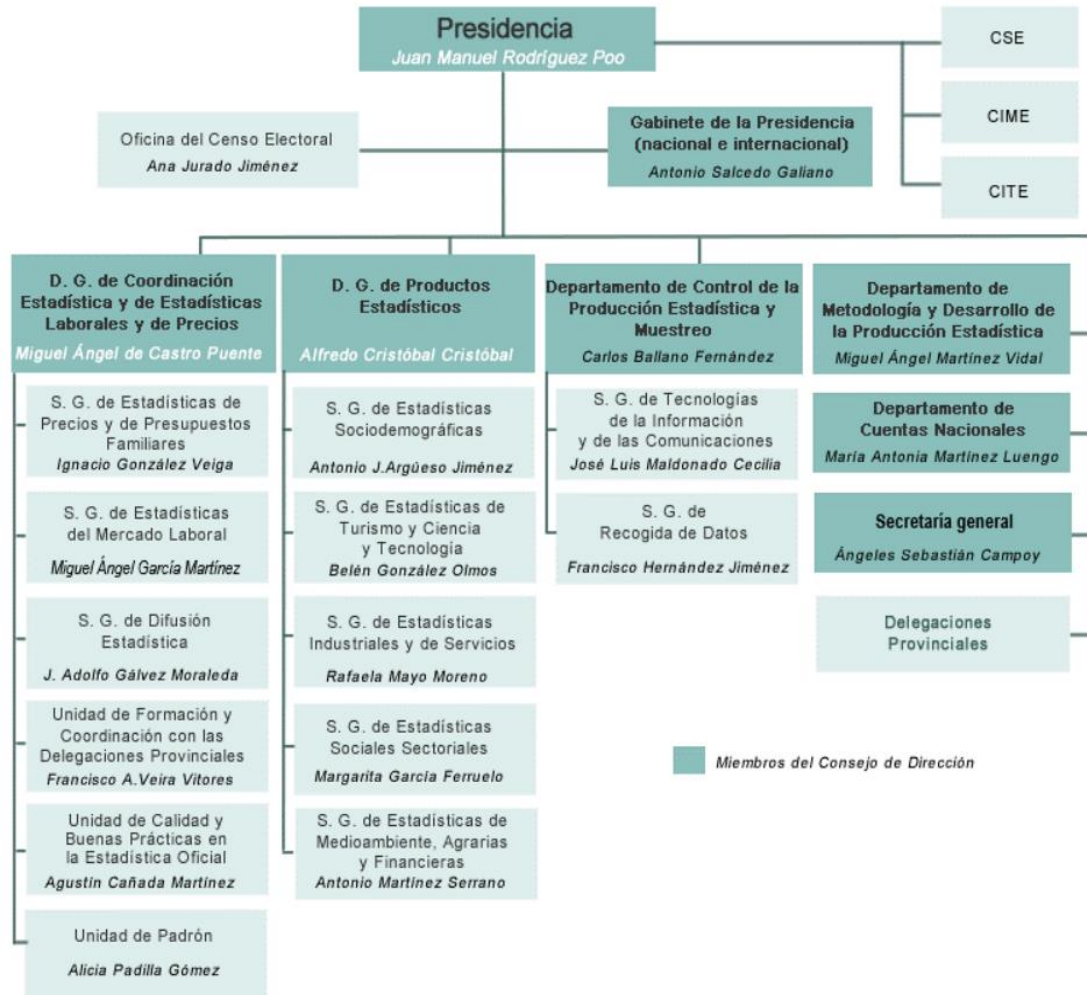 Presidencia
Juan Manuel Rodríguez Poo
CSE
CIME
CITE
Oficina del Censo Electoral
Ana Jurado Jiménez
Gabinete de la Presidencia
(nacional e internacional)
Antonio Salcedo Galiano
D. G. de Coordinación
Estadística y de Estadísticas
Laborales y de Precios
Miguel Ángel de Castro Puente
S. G. de Estadísticas de
Precios y de Presupuestos
Familiares
Ignacio González Veiga
S. G. de Estadísticas
del Mercado Laboral
Miguel Ángel García Martínez
S. G. de Difusión
Estadística
J. Adolfo Gálvez Moraleda
Unidad de Formación y
Coordinación con las
Delegaciones Provinciales
Francisco A.Veira Vitores
Unidad de Calidad y
Buenas Prácticas en
la Estadística Oficial
Agustín Cañada Martínez
Unidad de Padrón
Alicia Padilla Gómez
D. G. de Productos
Estadísticos
Alfredo Cristóbal Cristóbal
S. G. de Estadísticas
Sociodemográficas
Antonio J.Argüeso Jiménez
S. G. de Estadísticas de
Turismo y Ciencia
y Tecnología
Belén González Olmos
S. G. de Estadísticas
Industriales y de Servicios
Rafaela Mayo Moreno
S. G. de Estadísticas
Sociales Sectoriales
Margarita García Ferruelo
S. G. de Estadísticas de
Medioambiente, Agrarias
y Financieras
Antonio Martínez Serrano
Departamento de Control de la
Producción Estadística y
Muestreo
Carlos Ballano Fernández
S. G. de Tecnologías
de la Información
y de las Comunicaciones
José Luis Maldonado Cecilia
S. G. de
Recogida de Datos
Francisco Hernández Jiménez
Departamento de
Metodología y Desarrollo de
la Producción Estadística
Miguel Ángel Martínez Vidal
Departamento de
Cuentas Nacionales
María Antonia Martínez Luengo
Secretaría general
Ángeles Sebastián Campoy
Delegaciones
Provinciales
Miembros del Consejo de Dirección